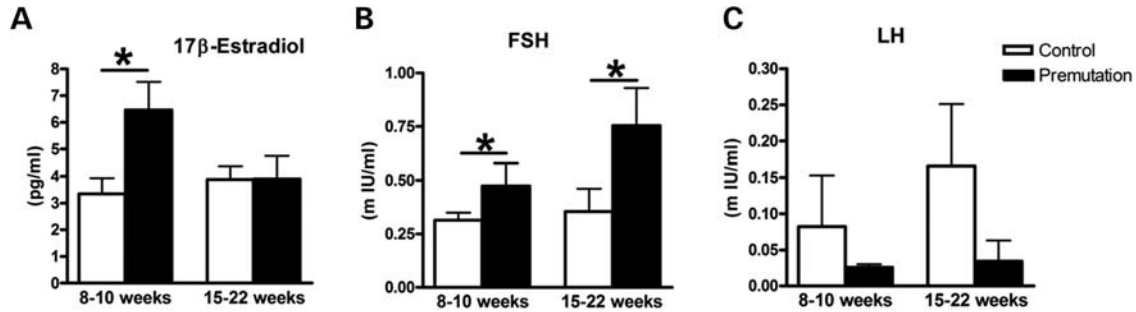 A
17β-Estradiol
*
8
7
6
5
4
3
2
1
0
(pg/ml)
8-10 weeks
15-22 weeks
B
FSH
*
*
1.00
0.75
0.50
0.25
0.00
(m IU/ml)
8-10 weeks
15-22 weeks
C
LH
0.30
0.25
0.20
0.15
0.10
0.05
0.00
(m IU/ml)
8-10 weeks
15-22 weeks
Control
Premutation